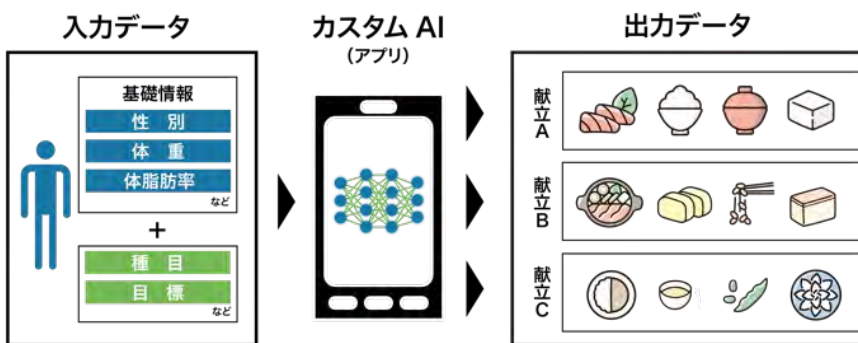 入力データ
基礎情報
性別
体重
体脂肪率
など
+
種目
目標
など
カスタム AI
(アプリ)
出力データ
献立A
献立B
献立C